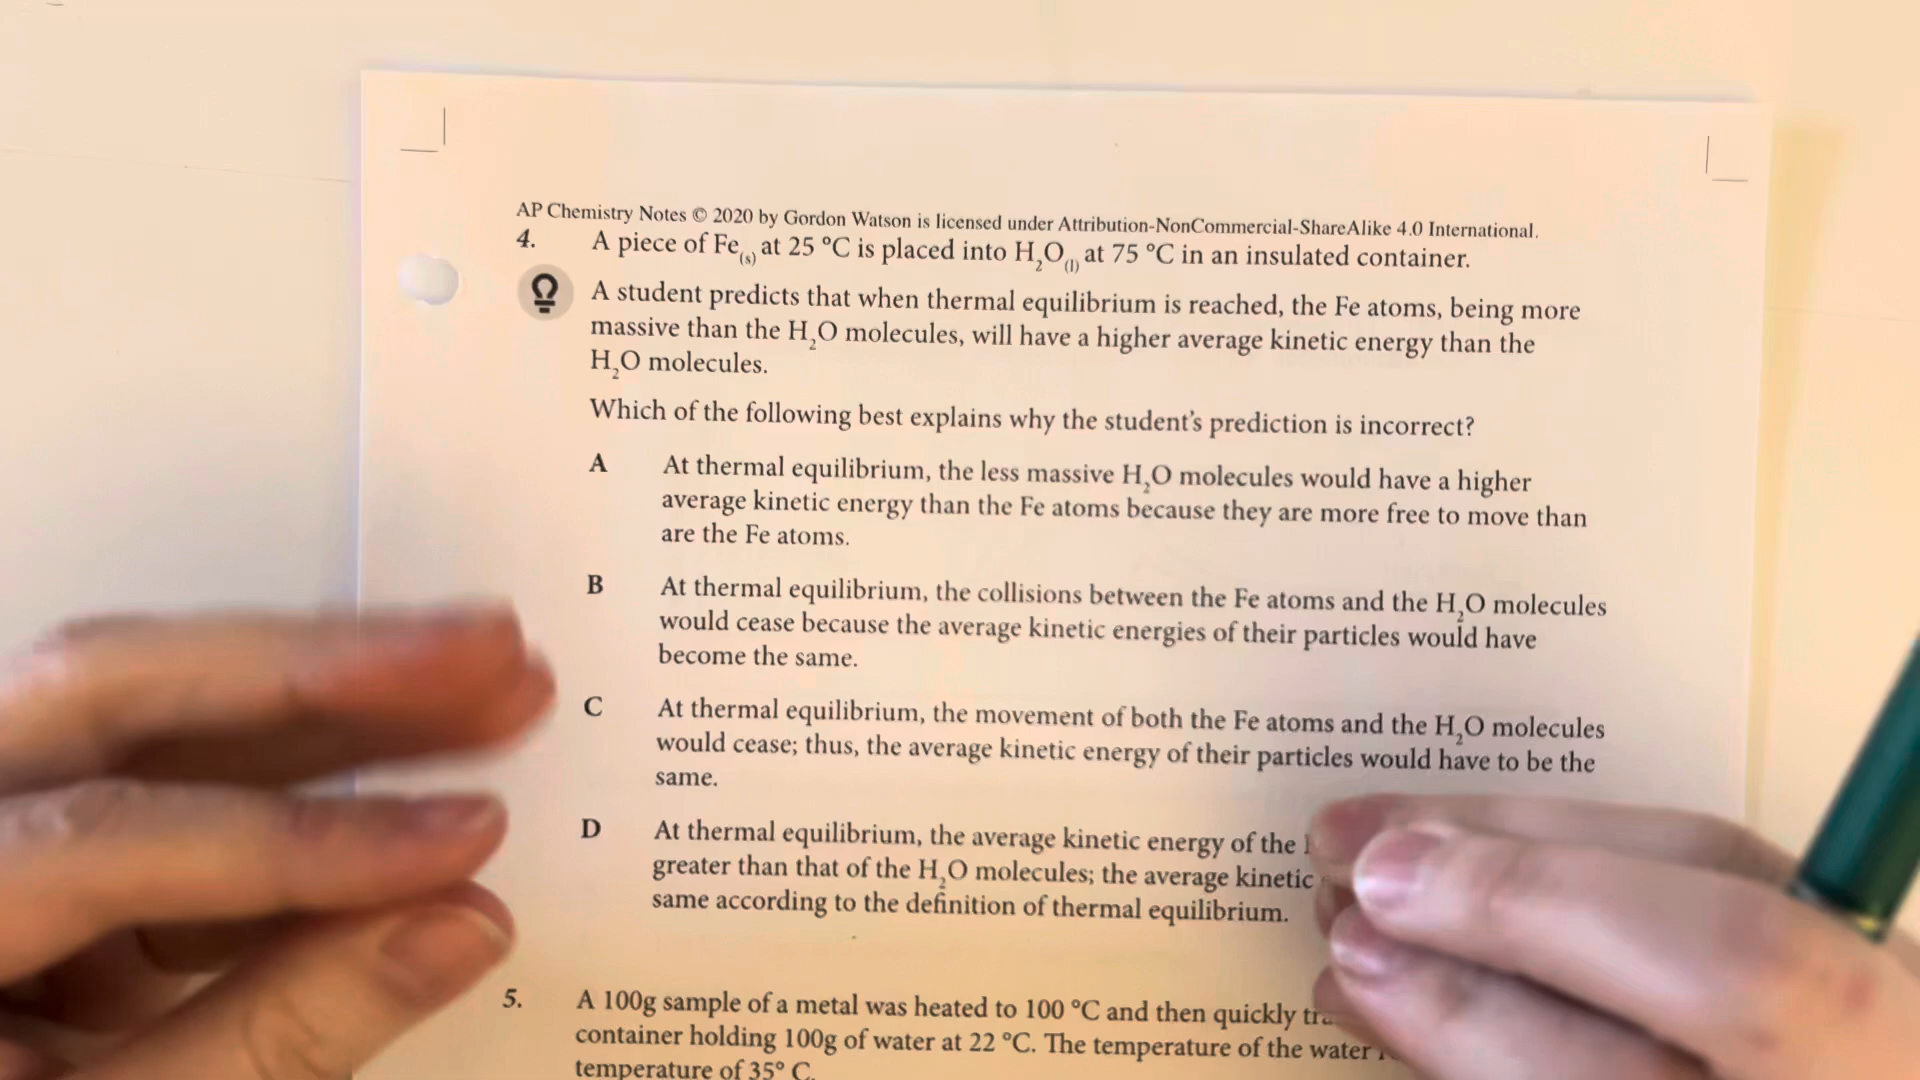 AP Chemistry Notes © 2020 by Gordon Watson is licensed under Attribution-NonCommercial-ShareAlike 4.0 International.
4. A piece of Fe(s) at 25 °C is placed into H₂O(l) at 75 °C in an insulated container.
A student predicts that when thermal equilibrium is reached, the Fe atoms, being more
massive than the H₂O molecules, will have a higher average kinetic energy than the
H₂O molecules.
Which of the following best explains why the student's prediction is incorrect?
A At thermal equilibrium, the less massive H₂O molecules would have a higher
average kinetic energy than the Fe atoms because they are more free to move than
are the Fe atoms.
B At thermal equilibrium, the collisions between the Fe atoms and the H₂O molecules
would cease because the average kinetic energies of their particles would have
become the same.
C At thermal equilibrium, the movement of both the Fe atoms and the H₂O molecules
would cease; thus, the average kinetic energy of their particles would have to be the
same.
D At thermal equilibrium, the average kinetic energy of the
greater than that of the H₂O molecules; the average kinetic
same according to the definition of thermal equilibrium.
5. A 100g sample of a metal was heated to 100 °C and then quickly
container holding 100g of water at 22 °C. The temperature of the water
temperature of 35° C.